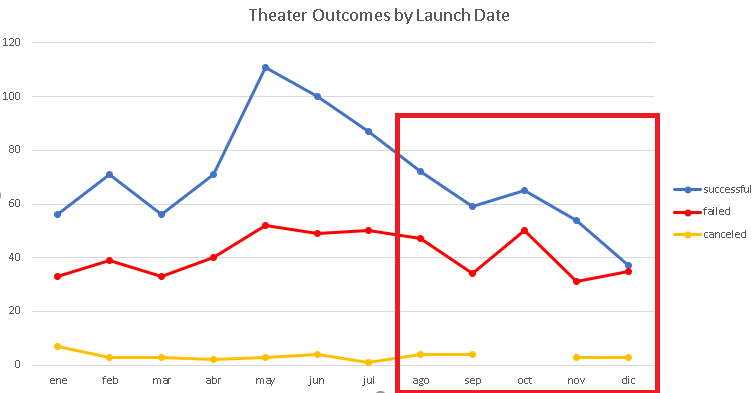 Theater Outcomes by Launch Date
120
100
80
60
40
20
0
ene feb mar abr may jun jul ago sep oct nov dic
successful
failed
canceled